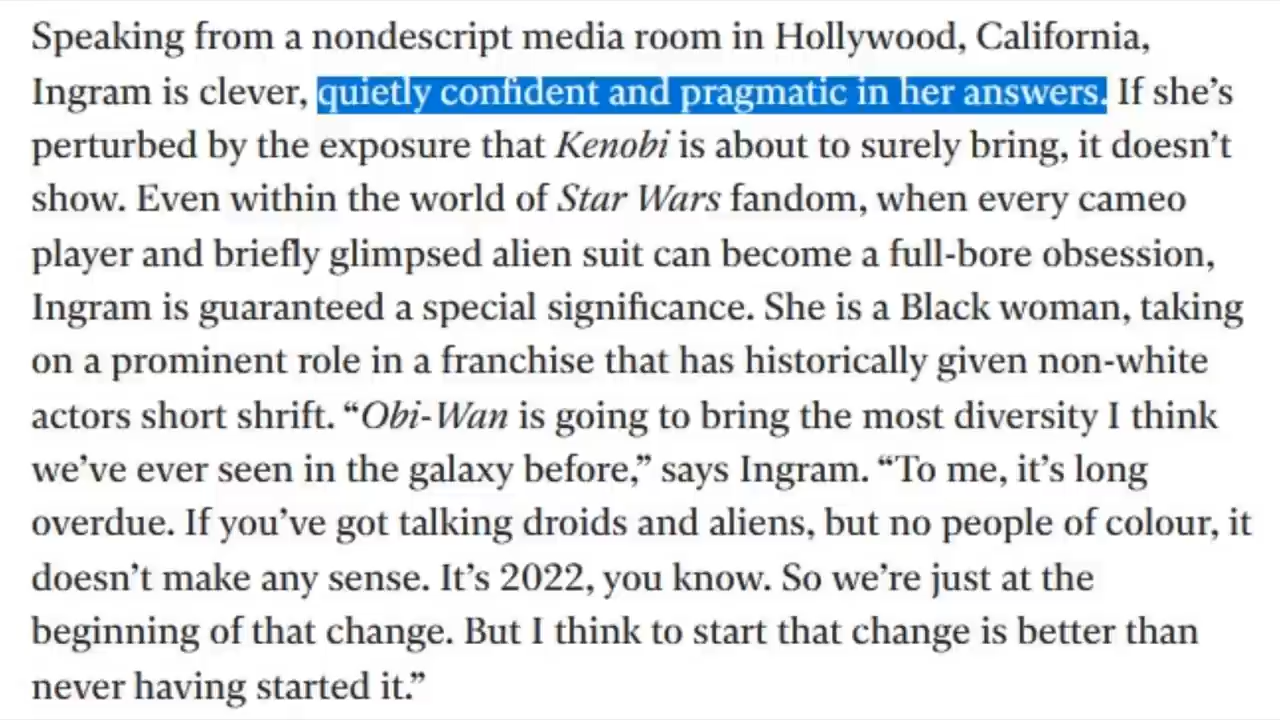 Speaking from a nondescript media room in Hollywood, California,
Ingram is clever, quietly confident and pragmatic in her answers. If she’s
perturbed by the exposure that Kenobi is about to surely bring, it doesn’t
show. Even within the world of Star Wars fandom, when every cameo
player and briefly glimpsed alien suit can become a full-bore obsession,
Ingram is guaranteed a special significance. She is a Black woman, taking
on a prominent role in a franchise that has historically given non-white
actors short shrift. “Obi-Wan is going to bring the most diversity I think
we’ve ever seen in the galaxy before,” says Ingram. “To me, it’s long
overdue. If you’ve got talking droids and aliens, but no people of colour, it
doesn’t make any sense. It’s 2022, you know. So we’re just at the
beginning of that change. But I think to start that change is better than
never having started it.”